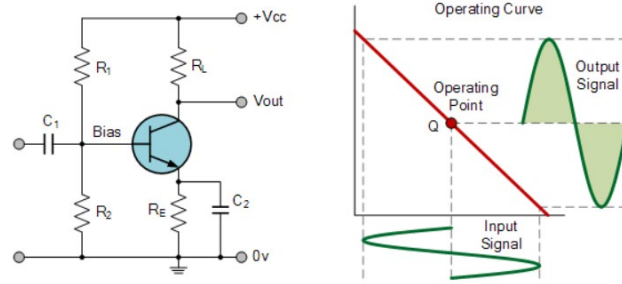 +Vcc
R1
RL
Vout
C1
Bias
R2
RE
C2
0v
Operating Curve
Output
Signal
Operating
Point
Q
Input
Signal